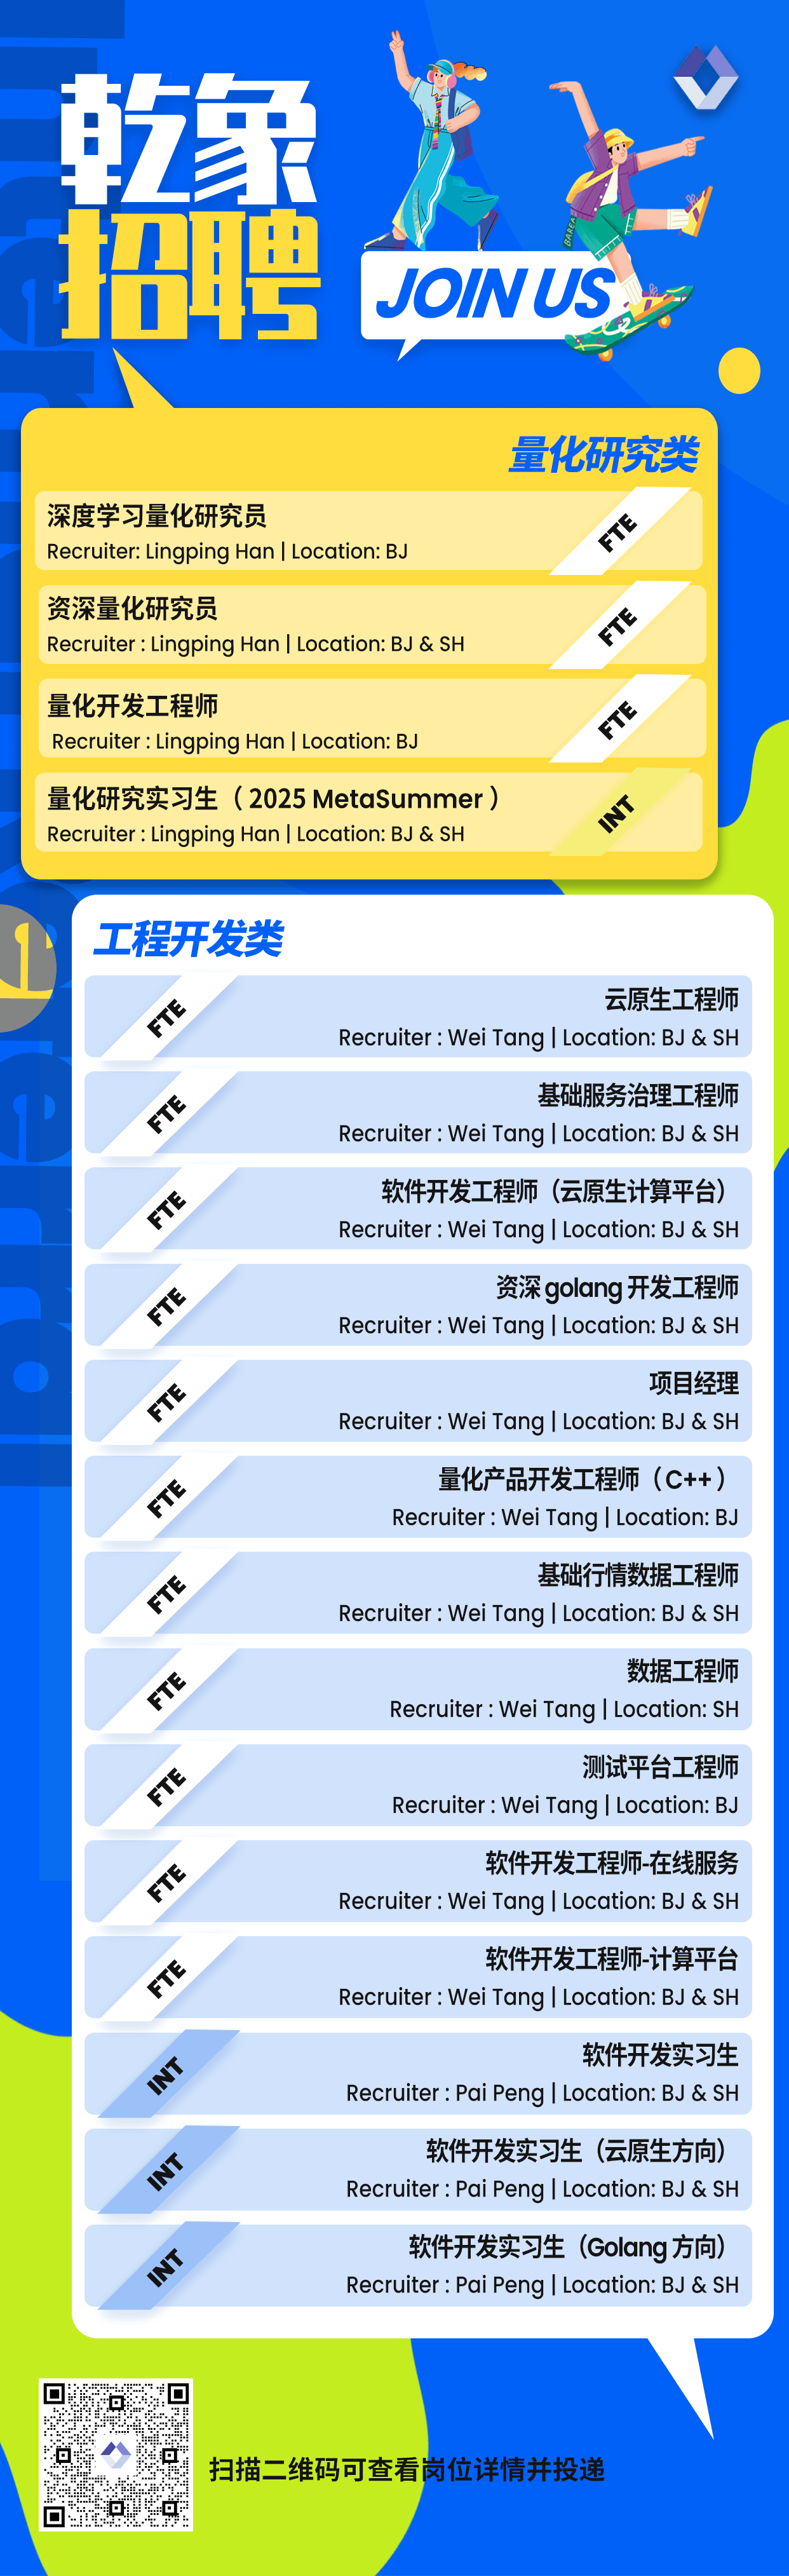 乾象
招聘
JOIN US
量化研究类
深度学习量化研究员
Recruiter: Lingping Han | Location: BJ
FTE
资深量化研究员
Recruiter : Lingping Han | Location: BJ & SH
FTE
量化开发工程师
Recruiter : Lingping Han | Location: BJ
FTE
量化研究实习生（ 2025 MetaSummer ）
Recruiter : Lingping Han | Location: BJ & SH
INT
工程开发类
FTE
云原生工程师
Recruiter : Wei Tang | Location: BJ & SH
FTE
基础服务治理工程师
Recruiter : Wei Tang | Location: BJ & SH
FTE
软件开发工程师（云原生计算平台）
Recruiter : Wei Tang | Location: BJ & SH
FTE
资深 golang 开发工程师
Recruiter : Wei Tang | Location: BJ & SH
FTE
项目经理
Recruiter : Wei Tang | Location: BJ & SH
FTE
量化产品开发工程师（ C++ ）
Recruiter : Wei Tang | Location: BJ
FTE
基础行情数据工程师
Recruiter : Wei Tang | Location: BJ & SH
FTE
数据工程师
Recruiter : Wei Tang | Location: SH
FTE
测试平台工程师
Recruiter : Wei Tang | Location: BJ
FTE
软件开发工程师-在线服务
Recruiter : Wei Tang | Location: BJ & SH
FTE
软件开发工程师-计算平台
Recruiter : Wei Tang | Location: BJ & SH
INT
软件开发实习生
Recruiter : Pai Peng | Location: BJ & SH
INT
软件开发实习生（云原生方向）
Recruiter : Pai Peng | Location: BJ & SH
INT
软件开发实习生（Golang 方向）
Recruiter : Pai Peng | Location: BJ & SH
扫描二维码可查看岗位详情并投递